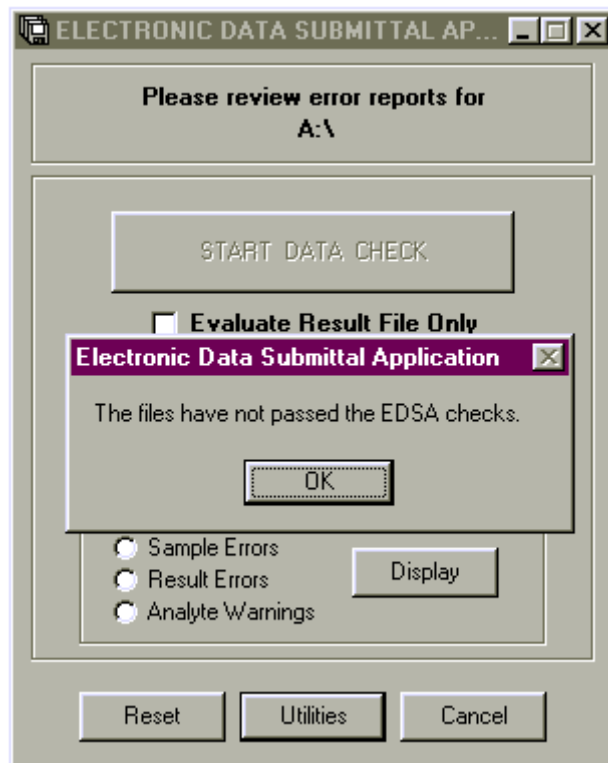 ELECTRONIC DATA SUBMITTAL AP...
Please review error reports for
A:\
START DATA CHECK
Evaluate Result File Only
Electronic Data Submittal Application
The files have not passed the EDSA checks.
OK
Sample Errors
Result Errors
Analyte Warnings
Display
Reset
Utilities
Cancel